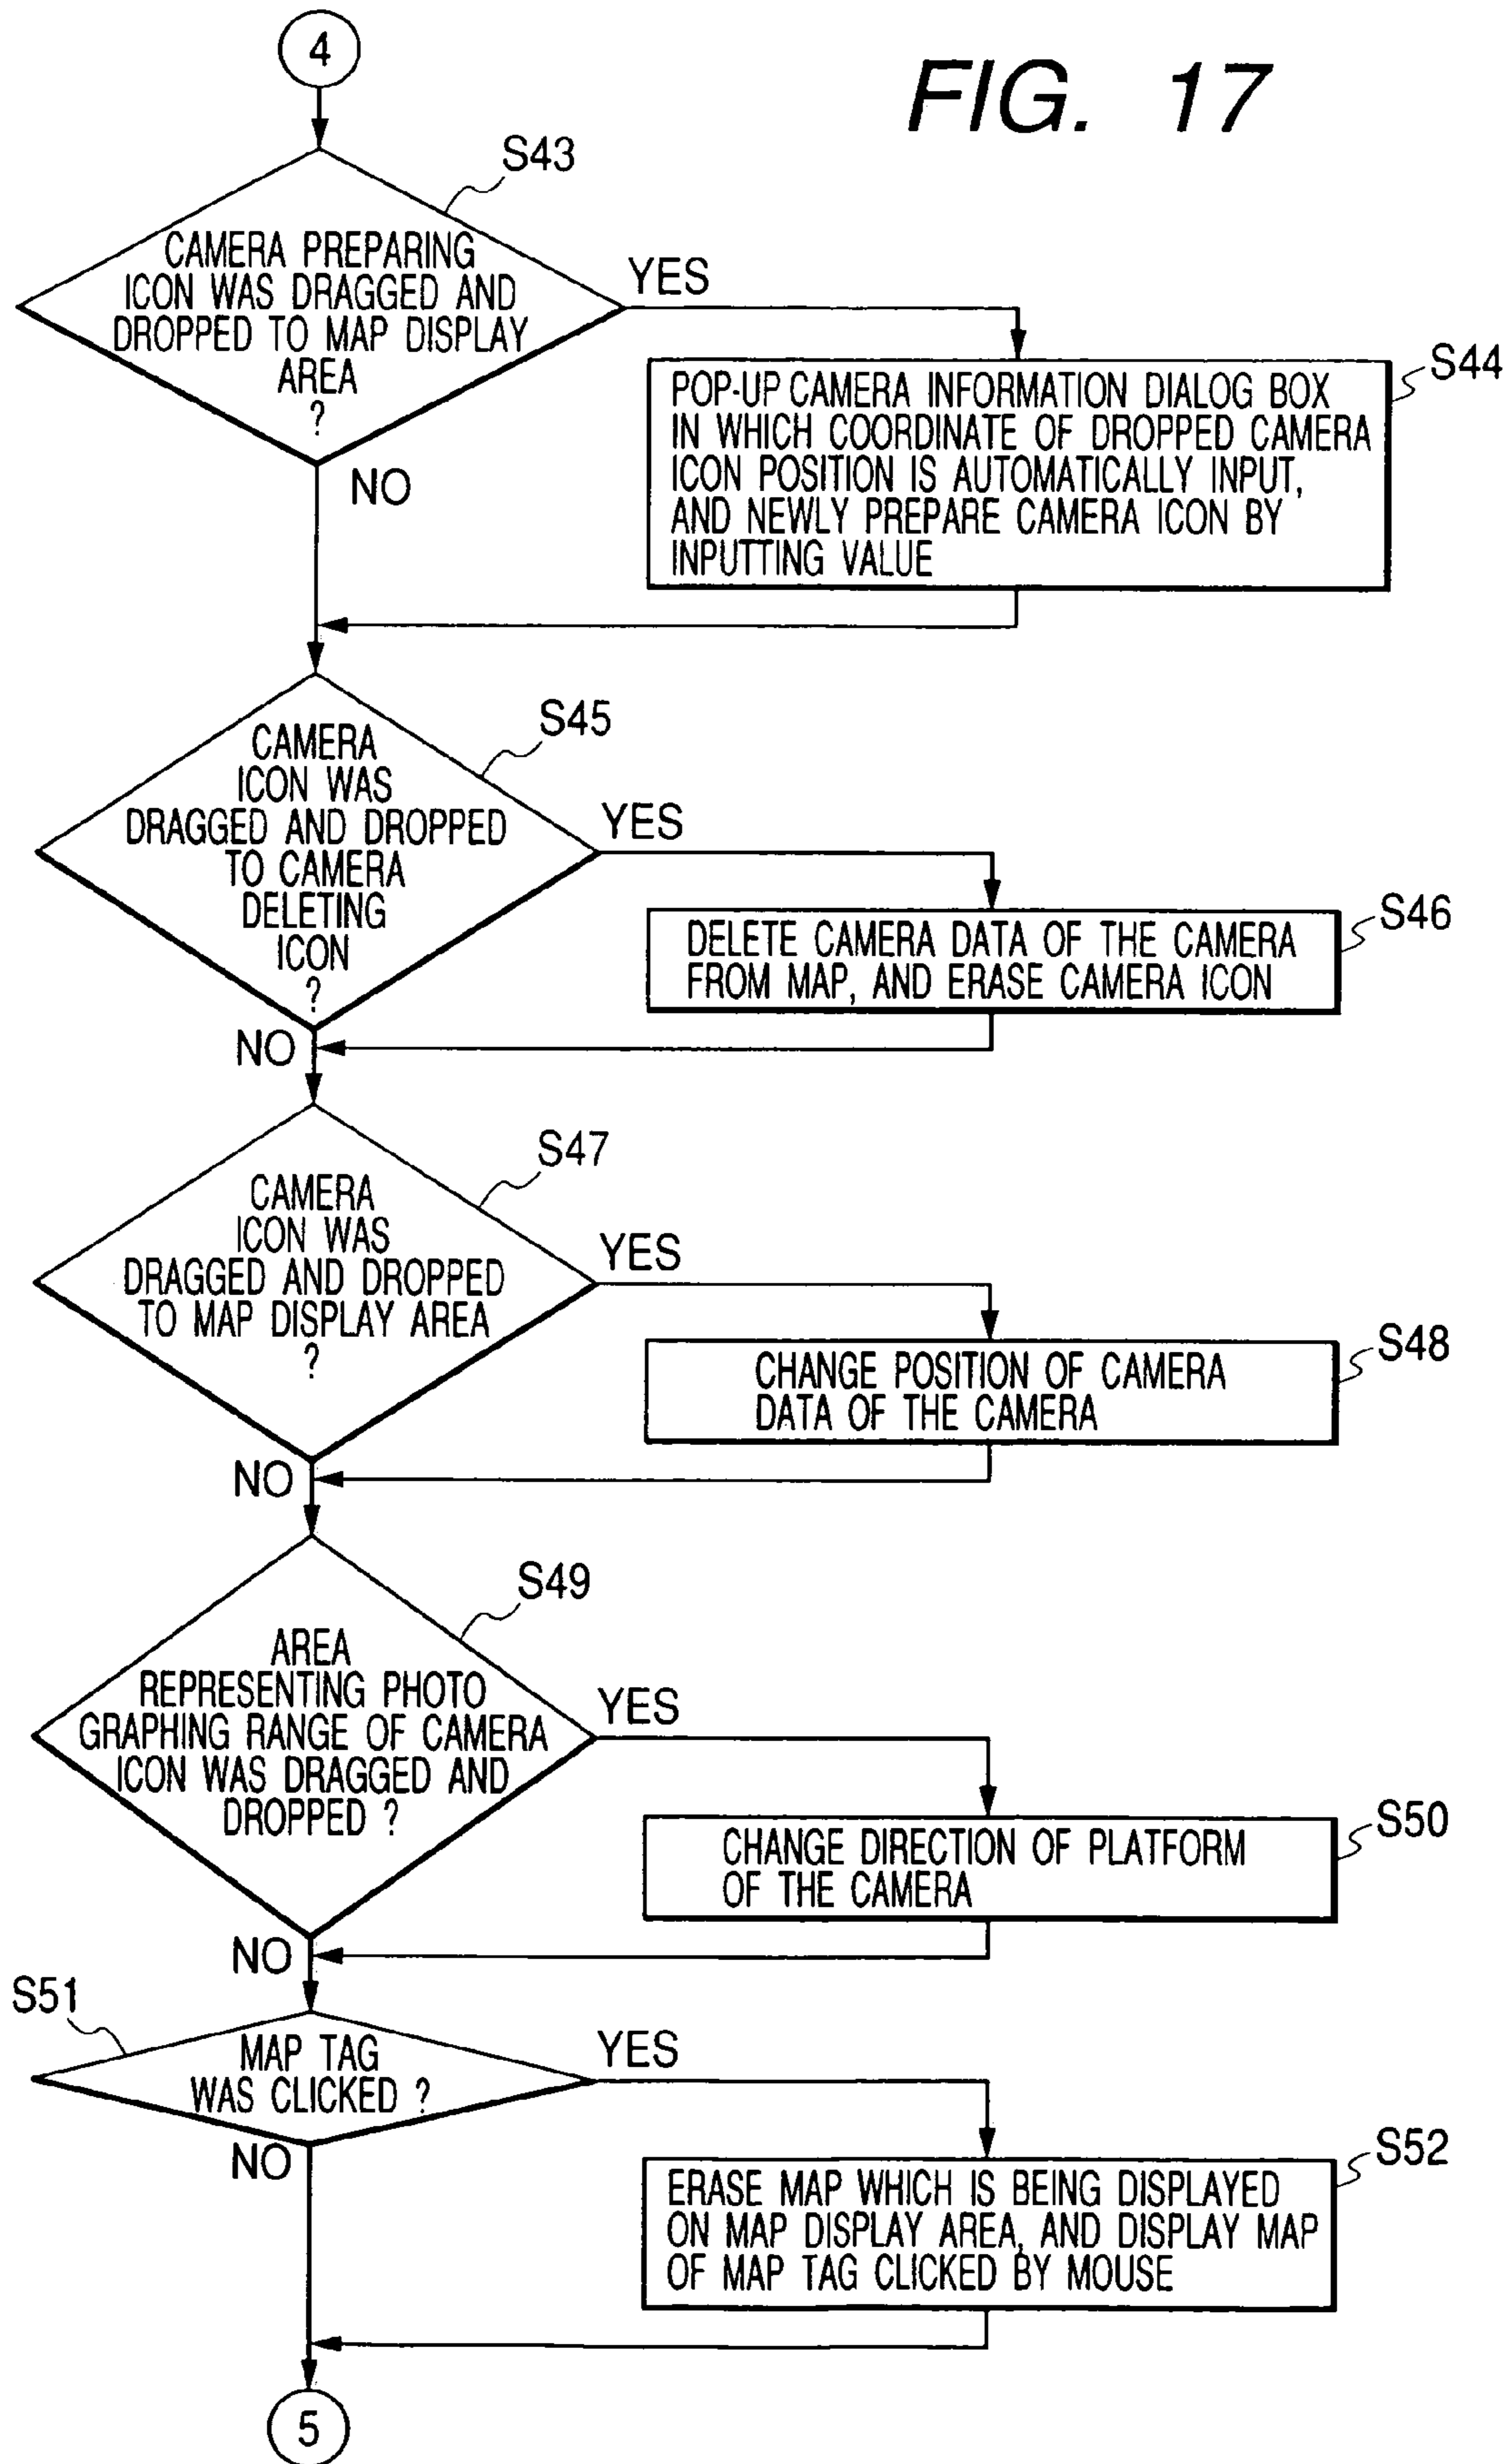 FIG. 17
4
S43
CAMERA PREPARING
ICON WAS DRAGGED AND
DROPPED TO MAP DISPLAY
AREA
?
YES
NO
S44
POP-UP CAMERA INFORMATION DIALOG BOX
IN WHICH COORDINATE OF DROPPED CAMERA
ICON POSITION IS AUTOMATICALLY INPUT,
AND NEWLY PREPARE CAMERA ICON BY
INPUTTING VALUE
S45
CAMERA
ICON WAS
DRAGGED AND DROPPED
TO CAMERA
DELETING
ICON
?
YES
NO
S46
DELETE CAMERA DATA OF THE CAMERA
FROM MAP, AND ERASE CAMERA ICON
S47
CAMERA
ICON WAS
DRAGGED AND DROPPED
TO MAP DISPLAY AREA
?
YES
NO
S48
CHANGE POSITION OF CAMERA
DATA OF THE CAMERA
S49
AREA
REPRESENTING PHOTO
GRAPHING RANGE OF CAMERA
ICON WAS DRAGGED AND
DROPPED ?
YES
NO
S50
CHANGE DIRECTION OF PLATFORM
OF THE CAMERA
S51
MAP TAG
WAS CLICKED ?
YES
NO
S52
ERASE MAP WHICH IS BEING DISPLAYED
ON MAP DISPLAY AREA, AND DISPLAY MAP
OF MAP TAG CLICKED BY MOUSE
5